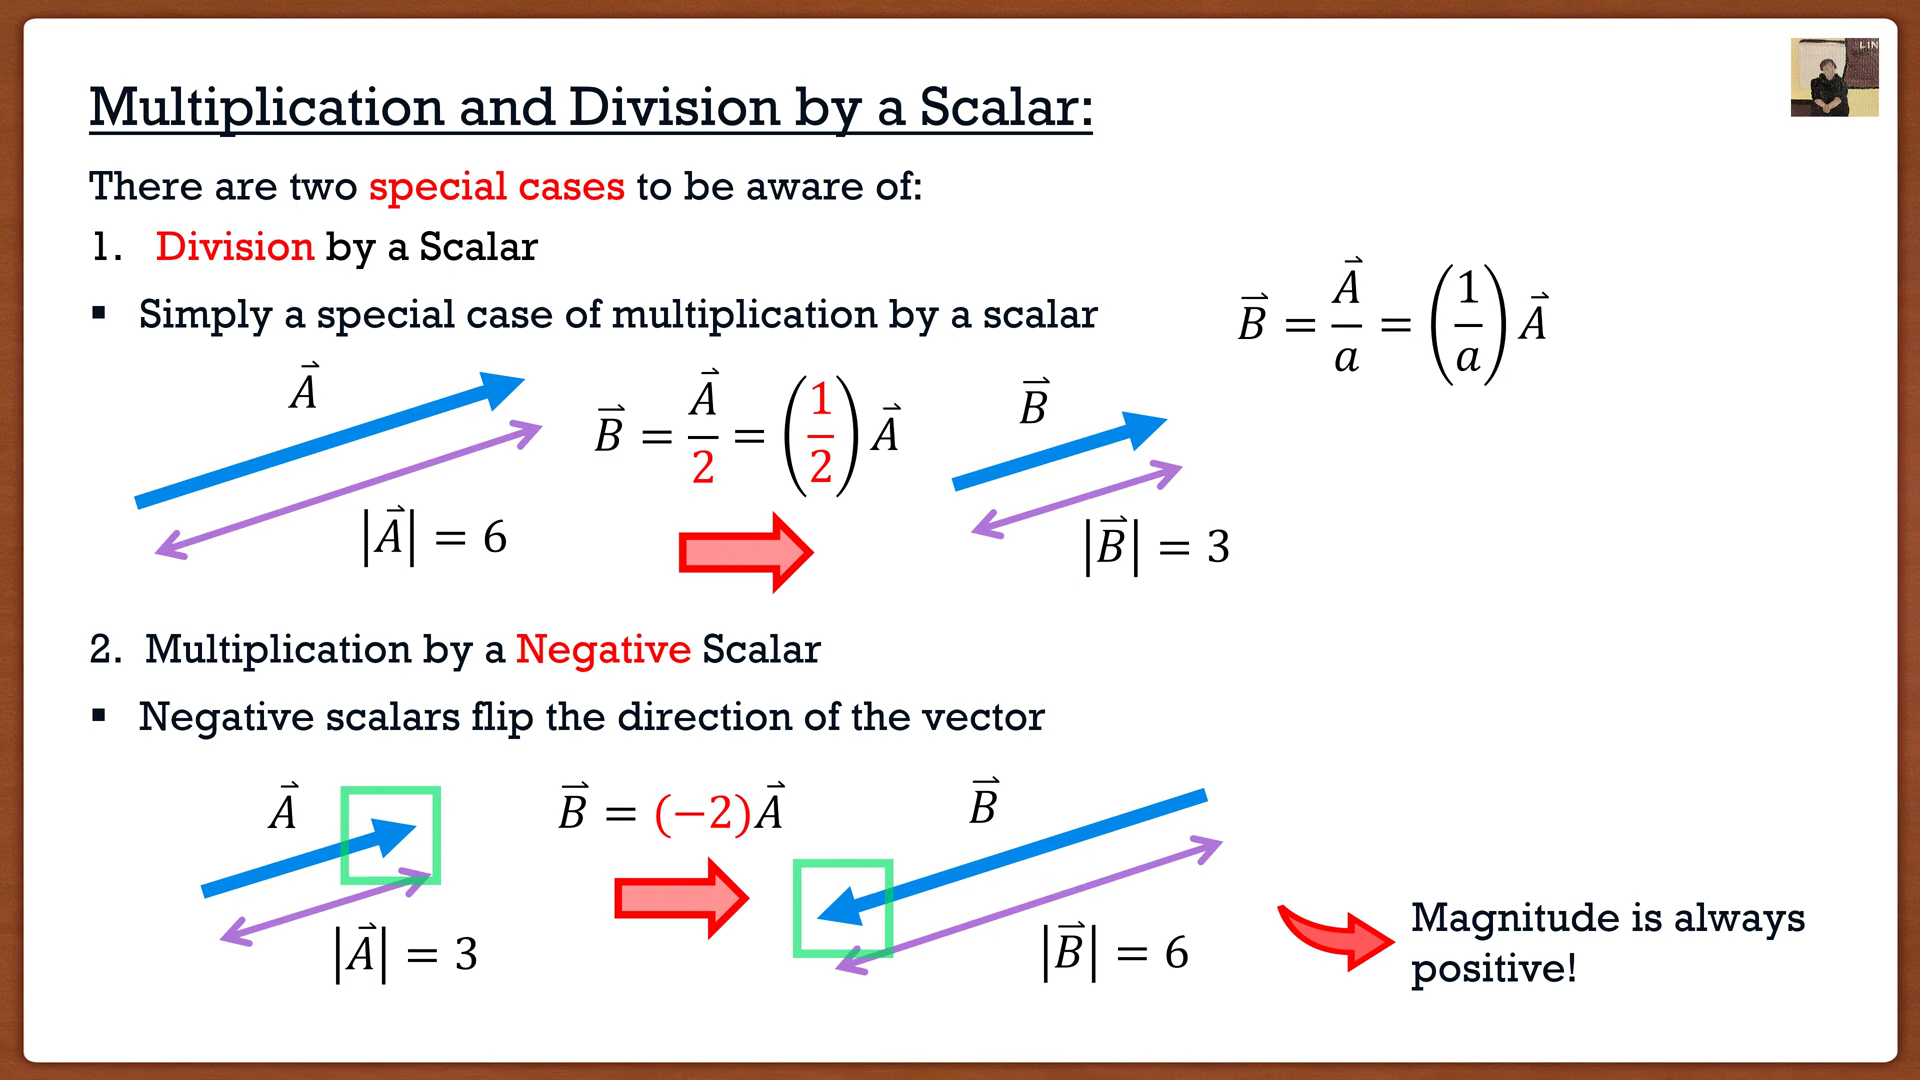 Multiplication and Division by a Scalar:
There are two special cases to be aware of:
1. Division by a Scalar
▪ Simply a special case of multiplication by a scalar
B⃗ = A⃗/a = (1/a) A⃗
A⃗
B⃗ = A⃗/2 = (1/2) A⃗
B⃗
|A⃗| = 6
|B⃗| = 3
2. Multiplication by a Negative Scalar
▪ Negative scalars flip the direction of the vector
A⃗
B⃗ = (−2)A⃗
B⃗
|A⃗| = 3
|B⃗| = 6
Magnitude is always
positive!
LIN